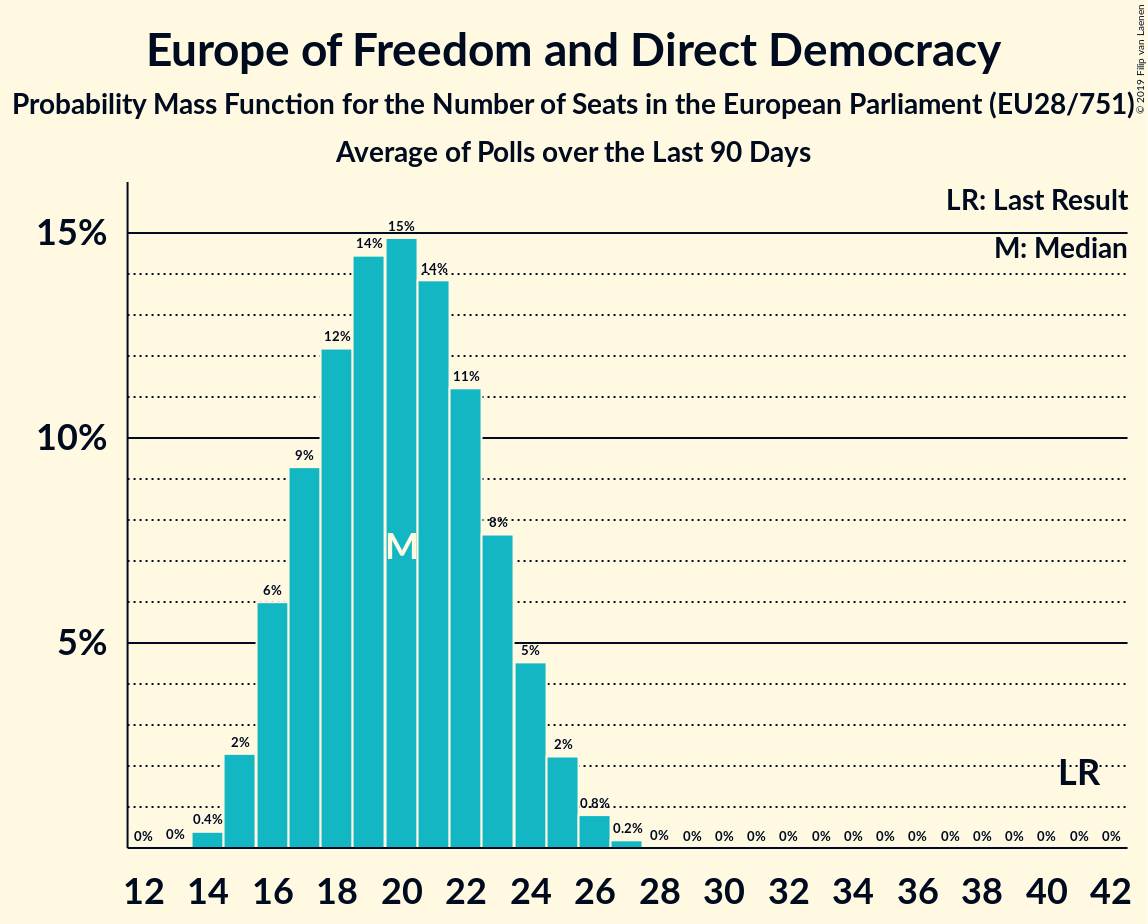 Europe of Freedom and Direct Democracy
Probability Mass Function for the Number of Seats in the European Parliament (EU28/751)
Average of Polls over the Last 90 Days
© 2019 Filip van Laenen
LR: Last Result
M: Median
15%
10%
5%
0% 0% 0.4% 2% 6% 9% 12% 14% 15% 14% 11% 8% 5% 2% 0.8% 0.2% 0% 0% 0% 0% 0% 0% 0% 0% 0% 0% 0% 0% 0% 0% 0%
M
LR
12 14 16 18 20 22 24 26 28 30 32 34 36 38 40 42